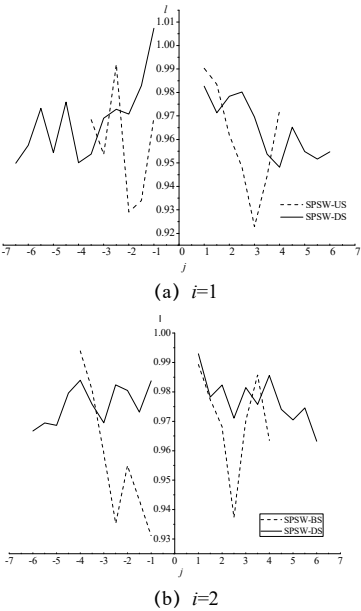 l
1.01
1.00
0.99
0.98
0.97
0.96
0.95
0.94
0.93
0.92
SPSW-US
SPSW-DS
-7 -6 -5 -4 -3 -2 -1 0 1 2 3 4 5 6 7
j
(a) i=1
l
1.00
0.99
0.98
0.97
0.96
0.95
0.94
0.93
SPSW-BS
SPSW-DS
-7 -6 -5 -4 -3 -2 -1 0 1 2 3 4 5 6 7
j
(b) i=2